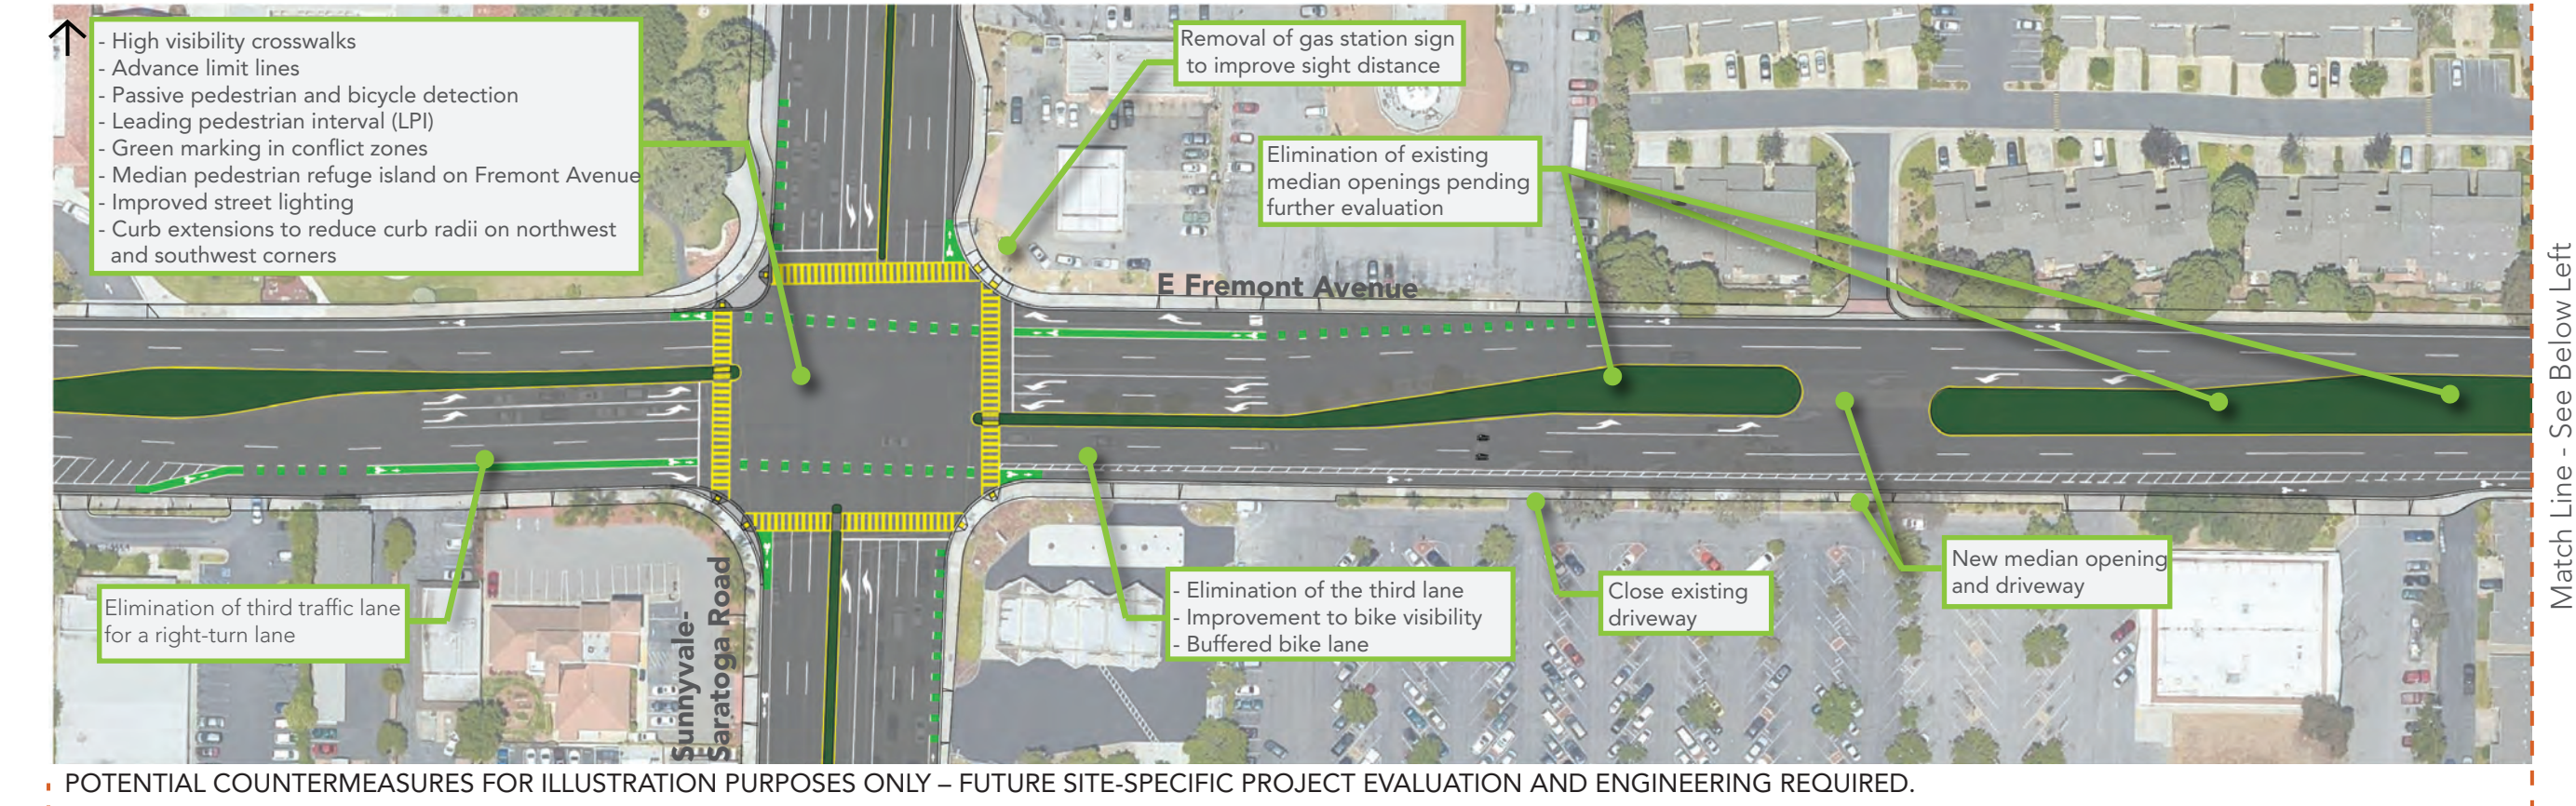 - High visibility crosswalks
- Advance limit lines
- Passive pedestrian and bicycle detection
- Leading pedestrian interval (LPI)
- Green marking in conflict zones
- Median pedestrian refuge island on Fremont Avenue
- Improved street lighting
- Curb extensions to reduce curb radii on northwest
and southwest corners
Removal of gas station sign
to improve sight distance
Elimination of existing
median openings pending
further evaluation
E Fremont Avenue
Match Line - See Below Left
Elimination of third traffic lane
for a right-turn lane
Sunnyvale-
Saratoga Road
- Elimination of the third lane
- Improvement to bike visibility
- Buffered bike lane
Close existing
driveway
New median opening
and driveway
POTENTIAL COUNTERMEASURES FOR ILLUSTRATION PURPOSES ONLY – FUTURE SITE-SPECIFIC PROJECT EVALUATION AND ENGINEERING REQUIRED.